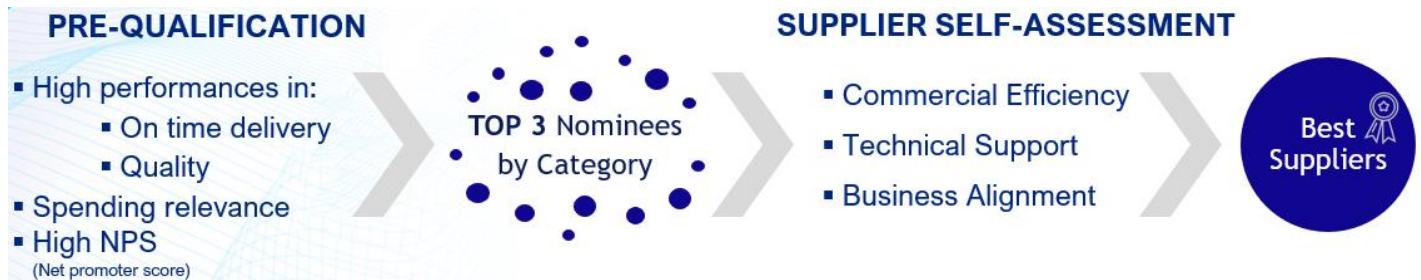 PRE-QUALIFICATION
▪ High performances in:
▪ On time delivery
▪ Quality
▪ Spending relevance
▪ High NPS
(Net promoter score)
TOP 3 Nominees
by Category
SUPPLIER SELF-ASSESSMENT
▪ Commercial Efficiency
▪ Technical Support
▪ Business Alignment
Best
Suppliers